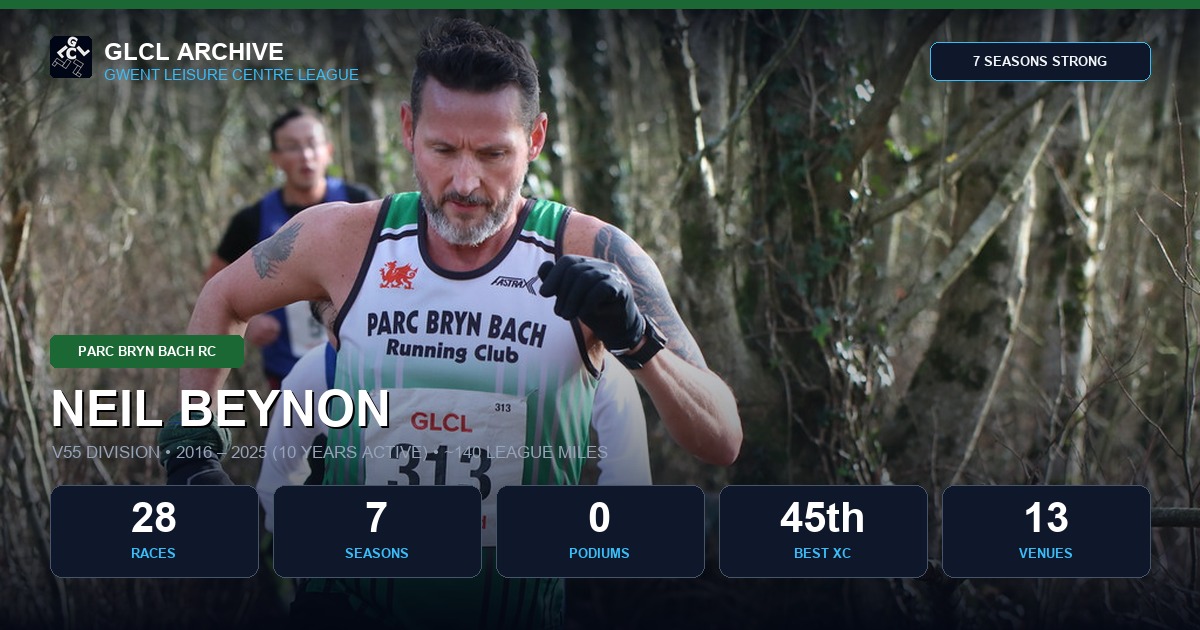 GLCL ARCHIVE
GWENT LEISURE CENTRE LEAGUE
7 SEASONS STRONG
FASTRAX
PARC BRYN BACH
Running Club
PARC BRYN BACH RC
NEIL BEYNON
313
GLCL
313
V55 DIVISION • 2016 – 2025 (10 YEARS ACTIVE) • ~140 LEAGUE MILES
28
RACES
7
SEASONS
0
PODIUMS
45th
BEST XC
13
VENUES